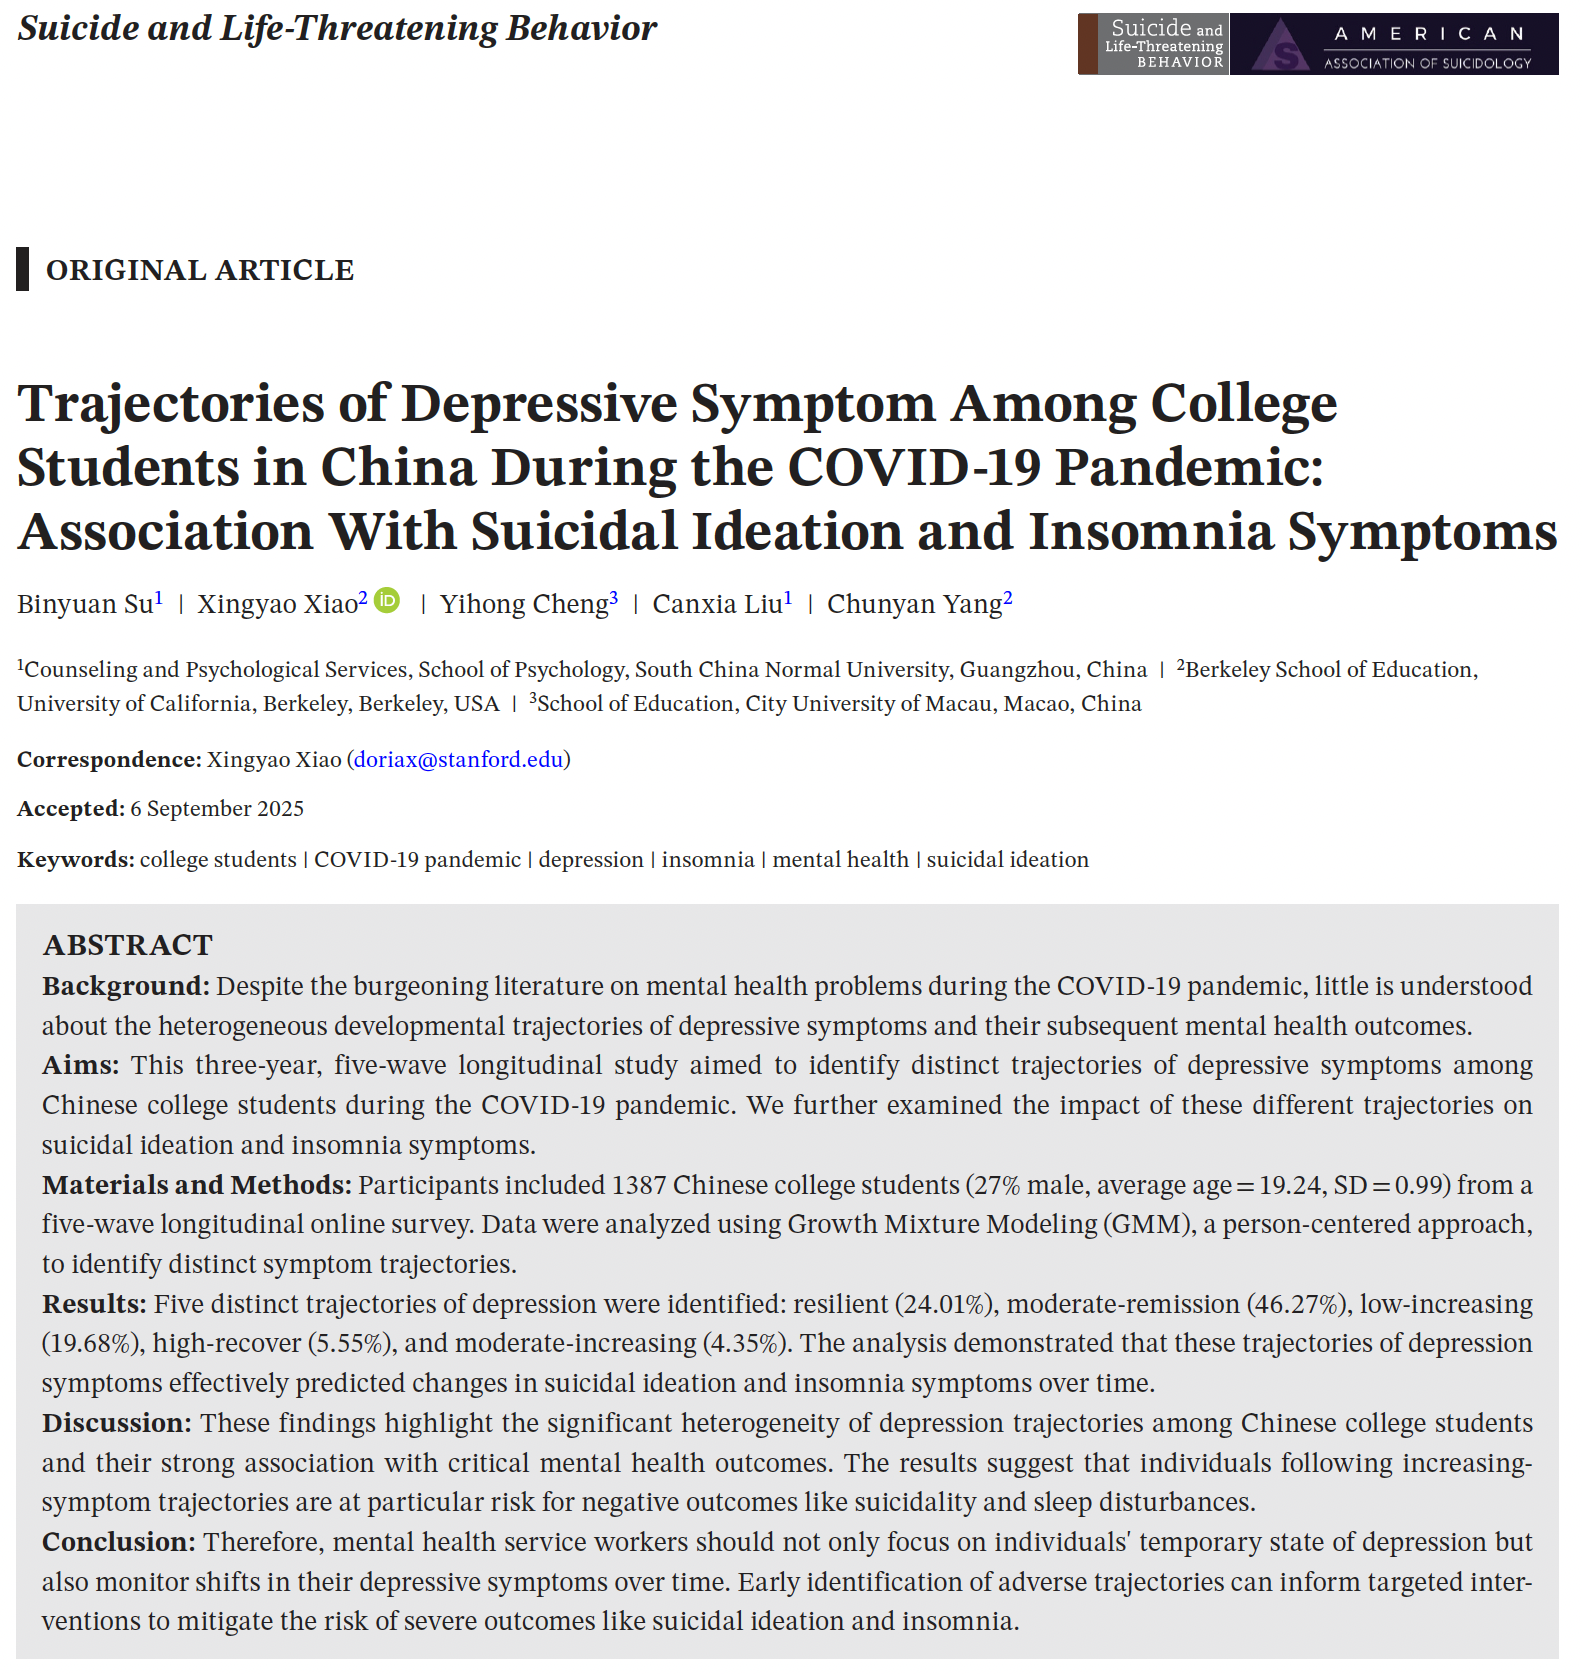 Suicide and Life-Threatening Behavior
Suicide and
Life-Threatening
BEHAVIOR
S
AMERICAN
ASSOCIATION OF SUICIDOLOGY
ORIGINAL ARTICLE
Trajectories of Depressive Symptom Among College
Students in China During the COVID-19 Pandemic:
Association With Suicidal Ideation and Insomnia Symptoms
Binyuan Su1 | Xingyao Xiao2 iD | Yihong Cheng3 | Canxia Liu1 | Chunyan Yang2
1Counseling and Psychological Services, School of Psychology, South China Normal University, Guangzhou, China | 2Berkeley School of Education,
University of California, Berkeley, Berkeley, USA | 3School of Education, City University of Macau, Macao, China
Correspondence: Xingyao Xiao (doriax@stanford.edu)
Accepted: 6 September 2025
Keywords: college students | COVID-19 pandemic | depression | insomnia | mental health | suicidal ideation
ABSTRACT
Background: Despite the burgeoning literature on mental health problems during the COVID-19 pandemic, little is understood
about the heterogeneous developmental trajectories of depressive symptoms and their subsequent mental health outcomes.
Aims: This three-year, five-wave longitudinal study aimed to identify distinct trajectories of depressive symptoms among
Chinese college students during the COVID-19 pandemic. We further examined the impact of these different trajectories on
suicidal ideation and insomnia symptoms.
Materials and Methods: Participants included 1387 Chinese college students (27% male, average age = 19.24, SD = 0.99) from a
five-wave longitudinal online survey. Data were analyzed using Growth Mixture Modeling (GMM), a person-centered approach,
to identify distinct symptom trajectories.
Results: Five distinct trajectories of depression were identified: resilient (24.01%), moderate-remission (46.27%), low-increasing
(19.68%), high-recover (5.55%), and moderate-increasing (4.35%). The analysis demonstrated that these trajectories of depression
symptoms effectively predicted changes in suicidal ideation and insomnia symptoms over time.
Discussion: These findings highlight the significant heterogeneity of depression trajectories among Chinese college students
and their strong association with critical mental health outcomes. The results suggest that individuals following increasing-
symptom trajectories are at particular risk for negative outcomes like suicidality and sleep disturbances.
Conclusion: Therefore, mental health service workers should not only focus on individuals' temporary state of depression but
also monitor shifts in their depressive symptoms over time. Early identification of adverse trajectories can inform targeted inter-
ventions to mitigate the risk of severe outcomes like suicidal ideation and insomnia.